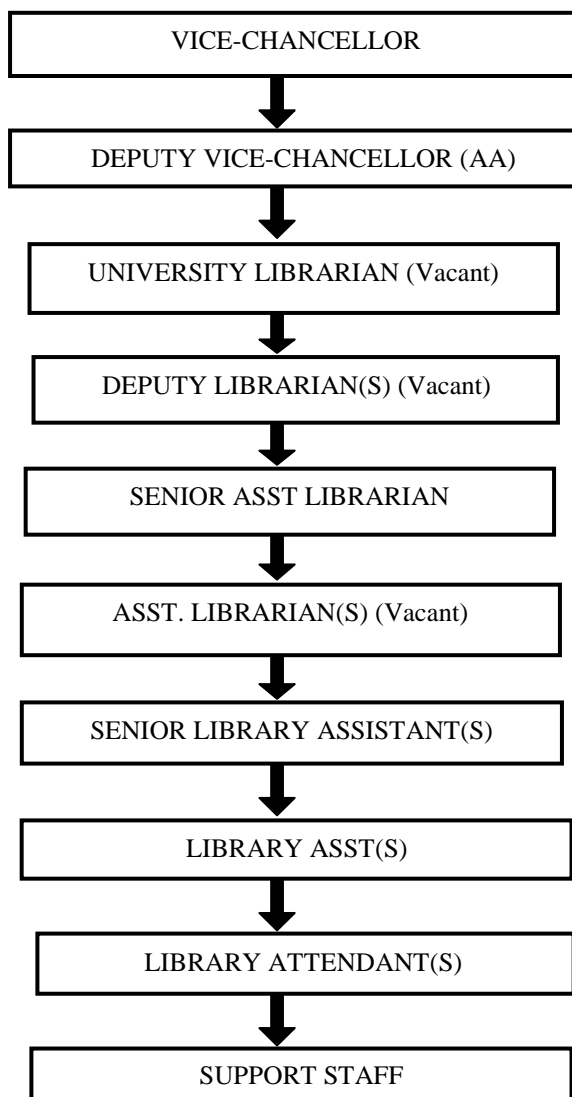 VICE-CHANCELLOR
DEPUTY VICE-CHANCELLOR (AA)
UNIVERSITY LIBRARIAN (Vacant)
DEPUTY LIBRARIAN(S) (Vacant)
SENIOR ASST LIBRARIAN
ASST. LIBRARIAN(S) (Vacant)
SENIOR LIBRARY ASSISTANT(S)
LIBRARY ASST(S)
LIBRARY ATTENDANT(S)
SUPPORT STAFF